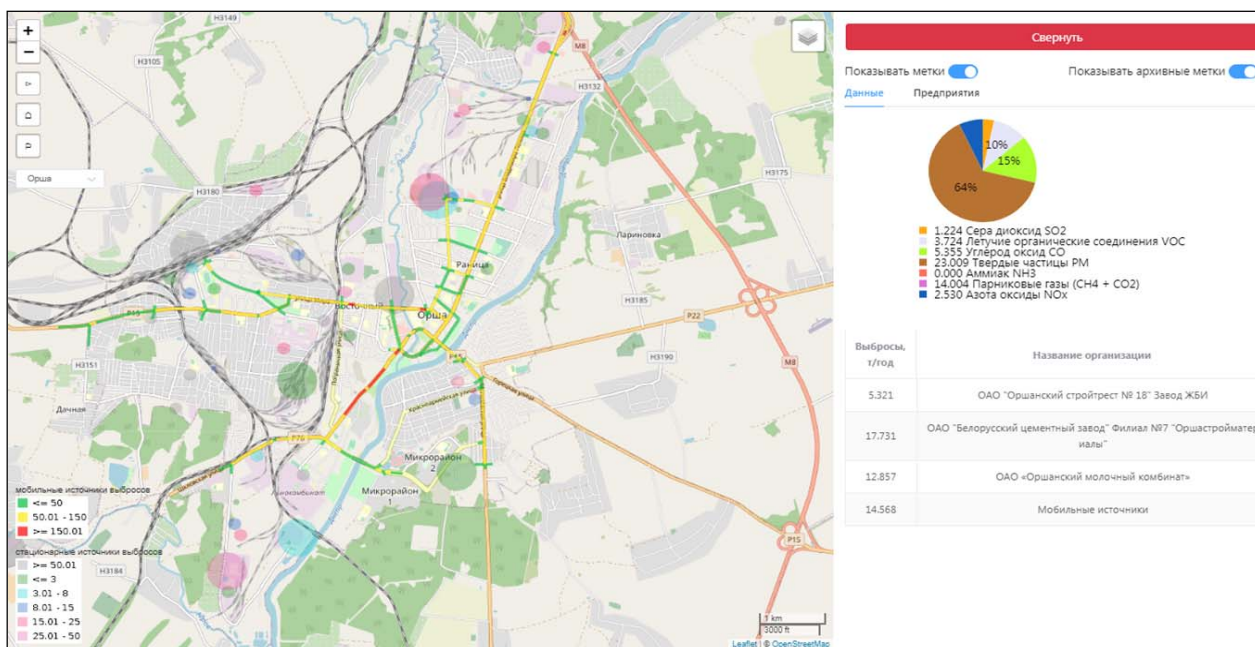 +
−
Орша
H3149
H3105
M8
H3132
H3180
H3175
Лариновка
Раница
H3185
P15
Восточный
Орша
P22
H3151
H3190
M8
Дачная
Красноармейская улица
P76
Микрорайон
2
Микрорайон
1
P15
H3184
мобильные источники выбросов
<= 50
50.01 - 150
>= 150.01
стационарные источники выбросов
>= 50.01
<= 3
3.01 - 8
8.01 - 15
15.01 - 25
25.01 - 50
1 km
3000 ft
Leaflet | © OpenStreetMap
Свернуть
Показывать метки
Показывать архивные метки
Данные Предприятия
10%
15%
64%
1.224 Сера диоксид SO2
3.724 Летучие органические соединения VOC
5.355 Углерод оксид CO
23.009 Твердые частицы PM
0.000 Аммиак NH3
14.004 Парниковые газы (CH4 + CO2)
2.530 Азота оксиды NOx
Выбросы,
т/год
Название организации
5.321 ОАО "Оршанский стройтрест № 18" Завод ЖБИ
17.731 ОАО "Белорусский цементный завод" Филиал №7 "Оршастройматер
иалы"
12.857 ОАО «Оршанский молочный комбинат»
14.568 Мобильные источники